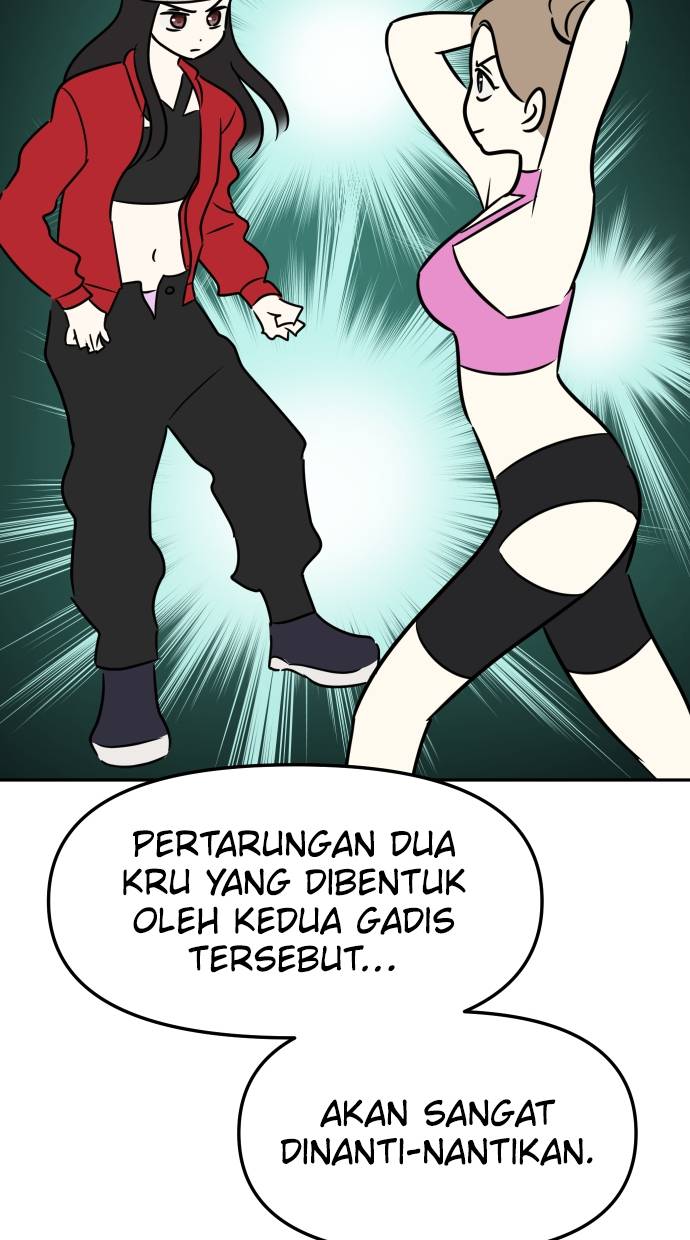 PERTARUNGAN DUA
KRU YANG DIBENTUK
OLEH KEDUA GADIS
TERSEBUT...
AKAN SANGAT
DINANTI-NANTIKAN.